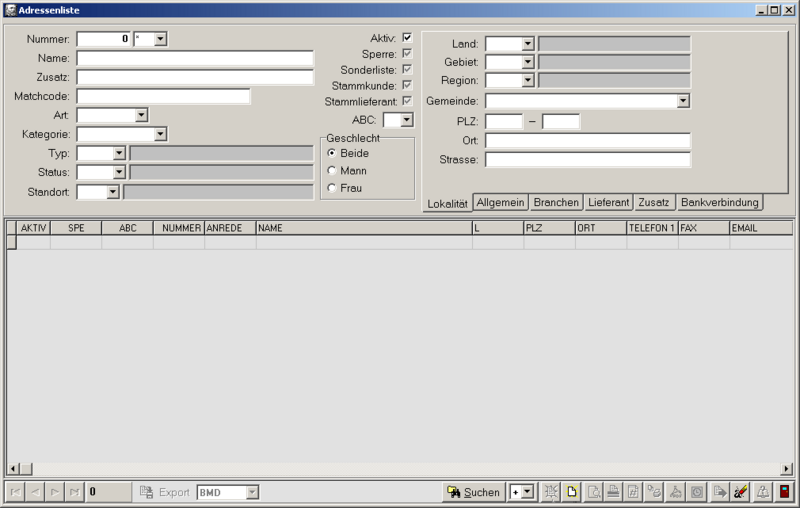 Adressenliste
Nummer: 0 *
Name:
Zusatz:
Matchcode:
Art:
Kategorie:
Typ:
Status:
Standort:
Aktiv:
Sperre:
Sonderliste:
Stammkunde:
Stammlieferant:
ABC:
Geschlecht
Beide
Mann
Frau
Land:
Gebiet:
Region:
Gemeinde:
PLZ: –
Ort:
Strasse:
Lokalität Allgemein Branchen Lieferant Zusatz Bankverbindung
AKTIV SPE ABC NUMMER ANREDE NAME L PLZ ORT TELEFON 1 FAX EMAIL
0 Export BMD Suchen +